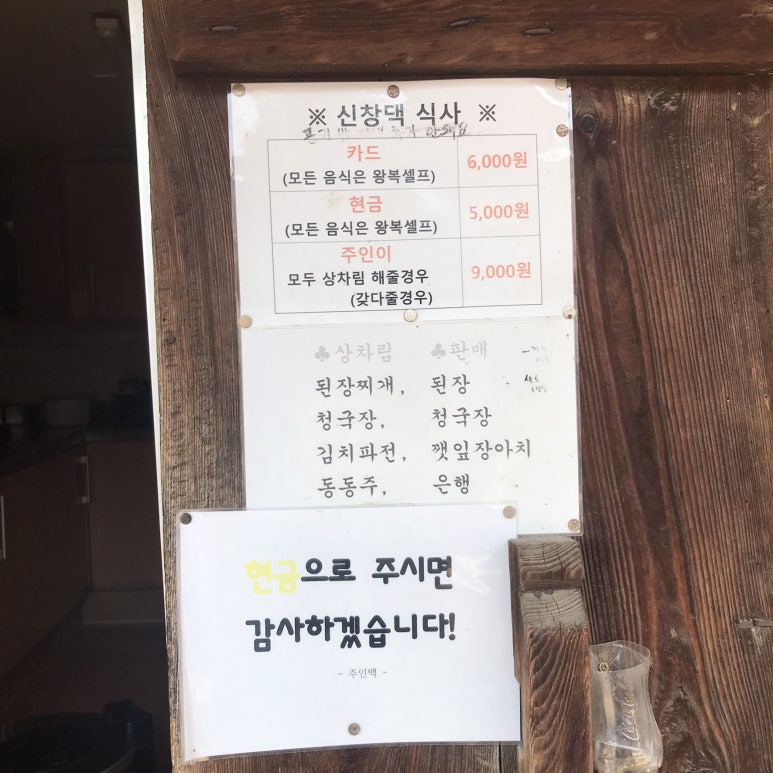 ※ 신창댁 식사 ※
카드
(모든 음식은 왕복셀프)
6,000원
현금
(모든 음식은 왕복셀프)
5,000원
주인이
모두 상차림 해줄경우
(갖다줄경우)
9,000원
♣상차림 ♣판매
된장찌개, 된장
청국장, 청국장
김치파전, 깻잎장아치
동동주, 은행
현금으로 주시면
감사하겠습니다!
- 주인백 -